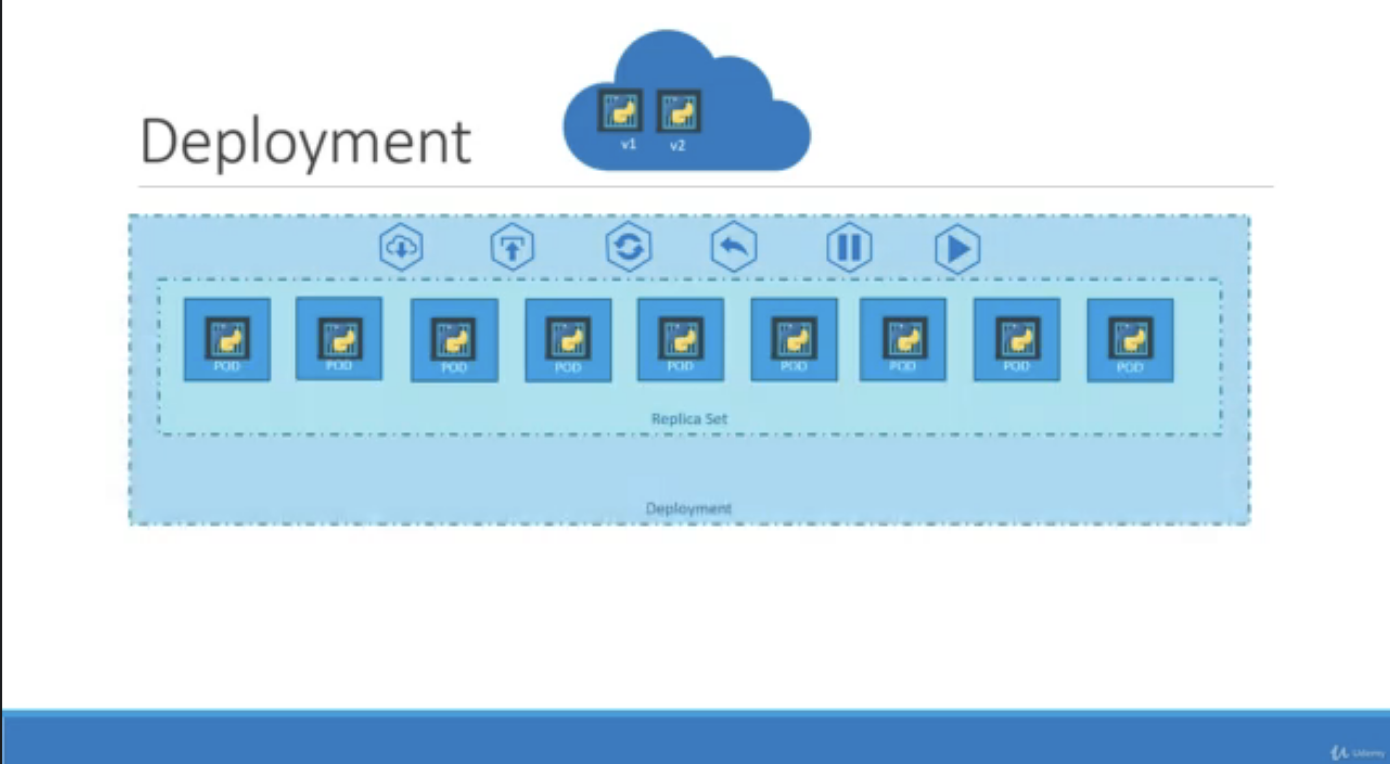 Deployment
v1 v2
POD POD POD POD POD POD POD POD POD
Replica Set
Deployment
Udemy